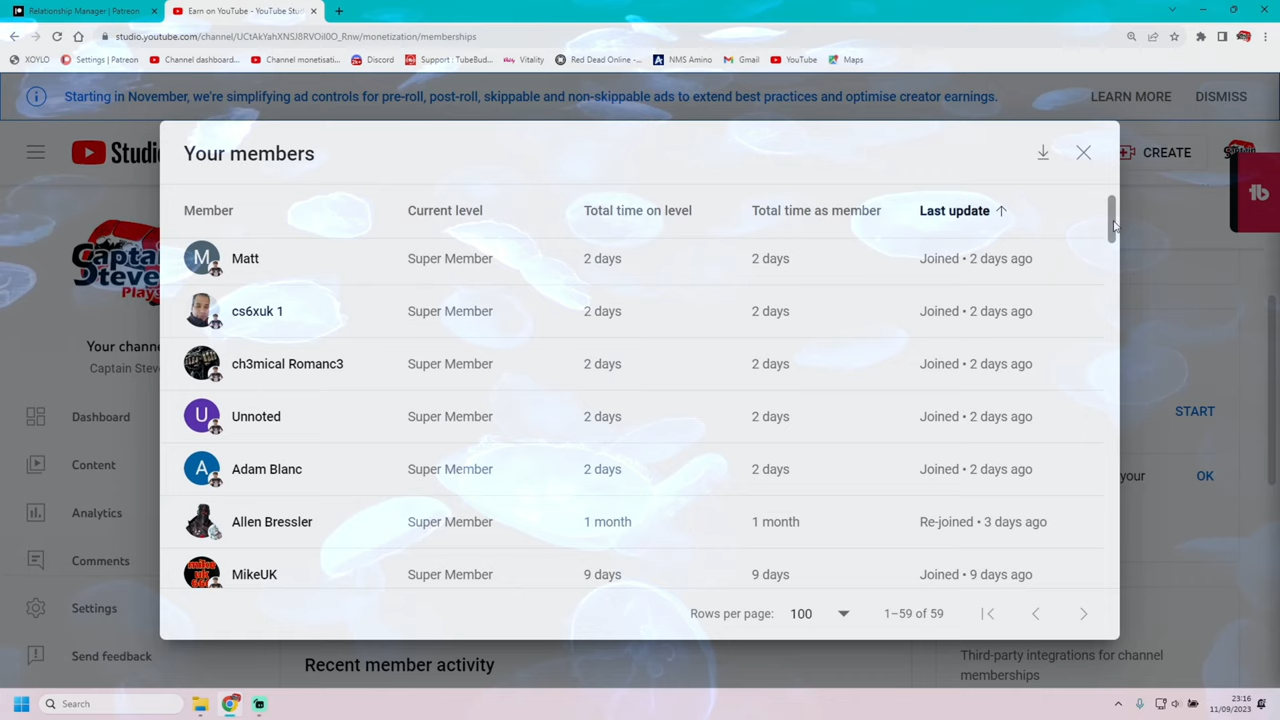 Relationship Manager | Patreon
Earn on YouTube - YouTube Stud
studio.youtube.com/channel/UCtAkYahXNSJ8RVOil0O_Rnw/monetization/memberships
XOYLO
Settings | Patreon
Channel dashboard...
Channel monetisati...
Discord
Support : TubeBud...
Vitality
Red Dead Online -...
NMS Amino
Gmail
YouTube
Maps
Starting in November, we're simplifying ad controls for pre-roll, post-roll, skippable and non-skippable ads to extend best practices and optimise creator earnings.
LEARN MORE
DISMISS
Studio
CREATE
Captain
Steve
Plays
Your channe
Captain Steve
Dashboard
Content
Analytics
Comments
Settings
Send feedback
Your members
Member
Current level
Total time on level
Total time as member
Last update
M
Matt
Super Member
2 days
2 days
Joined • 2 days ago
cs6xuk 1
Super Member
2 days
2 days
Joined • 2 days ago
ch3mical Romanc3
Super Member
2 days
2 days
Joined • 2 days ago
U
Unnoted
Super Member
2 days
2 days
Joined • 2 days ago
A
Adam Blanc
Super Member
2 days
2 days
Joined • 2 days ago
Allen Bressler
Super Member
1 month
1 month
Re-joined • 3 days ago
MikeUK
Super Member
9 days
9 days
Joined • 9 days ago
Rows per page:
100
1–59 of 59
START
your
OK
Recent member activity
Third-party integrations for channel
memberships
Search
23:16
11/09/2023